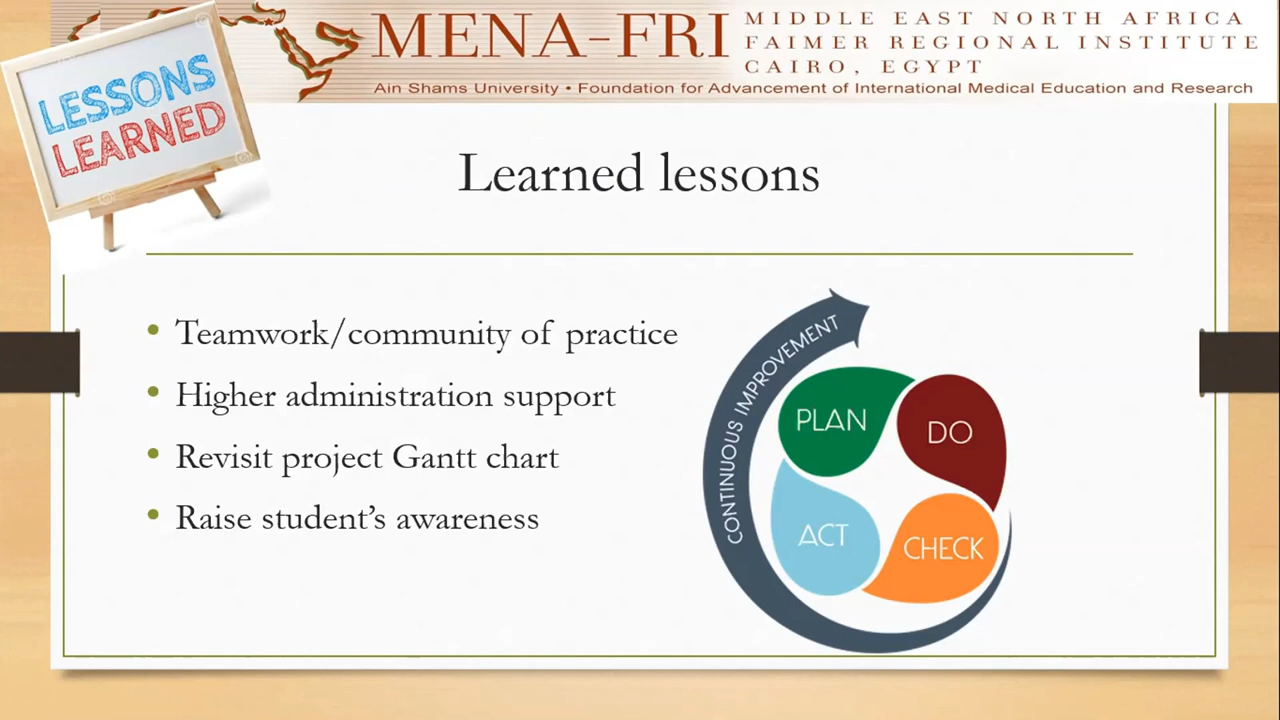 MENA-FRI
MIDDLE EAST NORTH AFRICA
FAIMER REGIONAL INSTITUTE
CAIRO, EGYPT
Ain Shams University • Foundation for Advancement of International Medical Education and Research
LESSONS
LEARNED
Learned lessons
• Teamwork/community of practice
• Higher administration support
• Revisit project Gantt chart
• Raise student’s awareness
CONTINUOUS IMPROVEMENT
PLAN
DO
ACT
CHECK